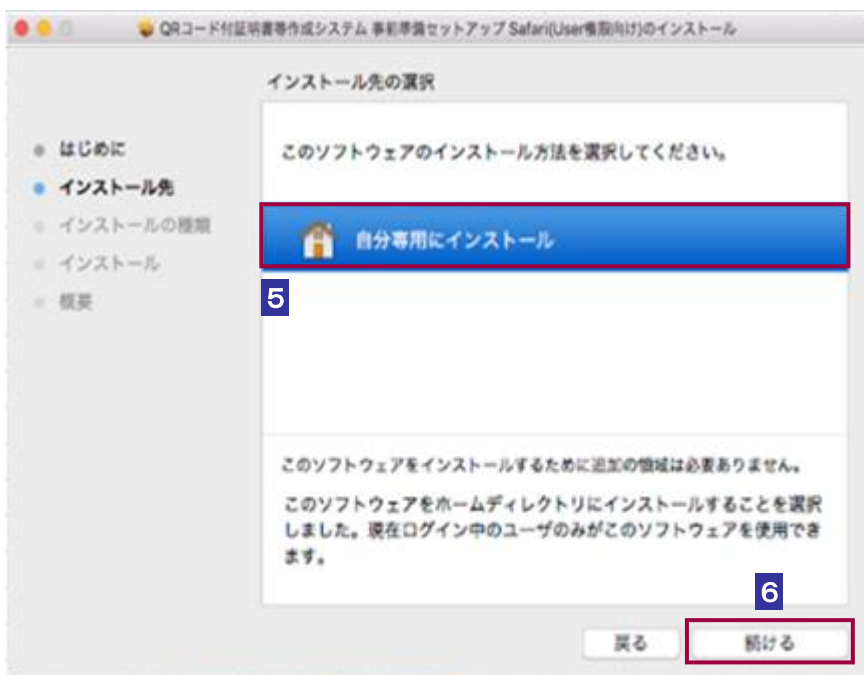 QRコード付証明書等作成システム 事前準備セットアップ Safari(User権限向け)のインストール
インストール先の選択
はじめに
インストール先
インストールの種類
インストール
概要
このソフトウェアのインストール方法を選択してください。
自分専用にインストール
5
このソフトウェアをインストールするために追加の領域は必要ありません。
このソフトウェアをホームディレクトリにインストールすることを選択
しました。現在ログイン中のユーザのみがこのソフトウェアを使用でき
ます。
6
戻る
続ける